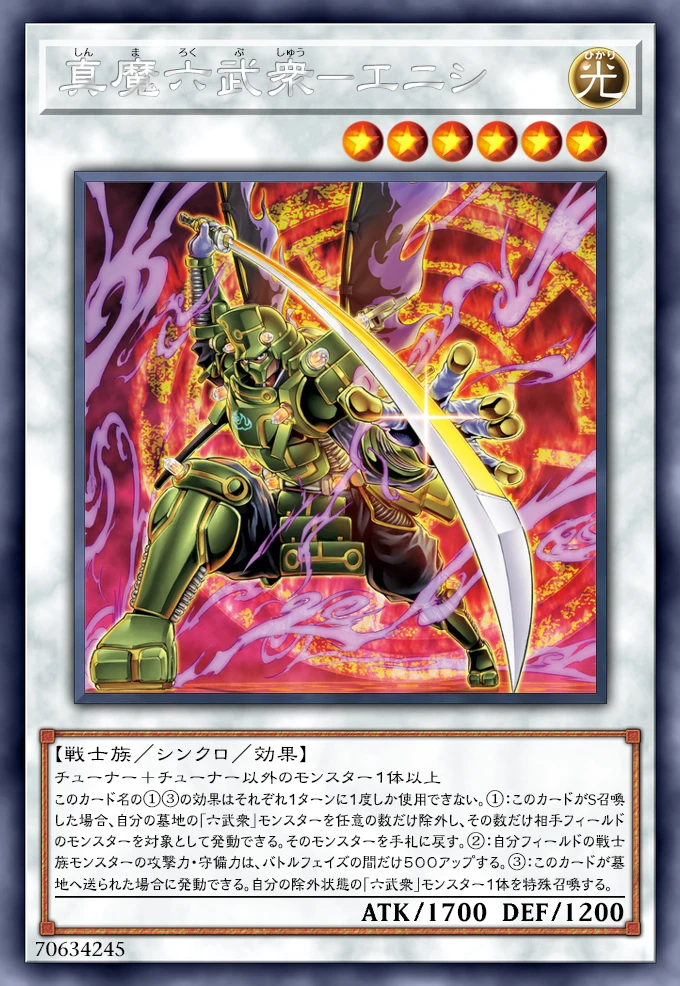 しん ま ろく ぶ しゅう
真魔六武衆－エニシ
ひかり
光
【戦士族／シンクロ／効果】
チューナー＋チューナー以外のモンスター１体以上
このカード名の①③の効果はそれぞれ1ターンに1度しか使用できない。①：このカードがS召喚
した場合、自分の墓地の「六武衆」モンスターを任意の数だけ除外し、その数だけ相手フィールド
のモンスターを対象として発動できる。そのモンスターを手札に戻す。②：自分フィールドの戦士
族モンスターの攻撃力・守備力は、バトルフェイズの間だけ５００アップする。③：このカードが墓
地へ送られた場合に発動できる。自分の除外状態の「六武衆」モンスター1体を特殊召喚する。
ATK/1700 DEF/1200
70634245